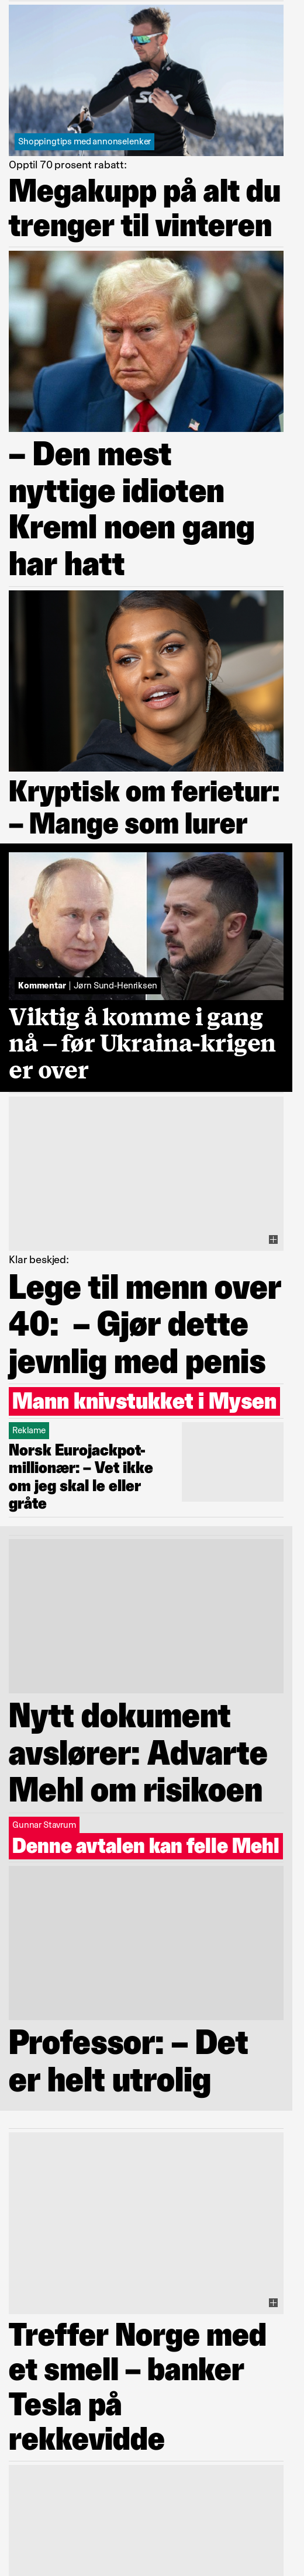 Shoppingtips med annonselenker
Opptil 70 prosent rabatt:
Megakupp på alt du
trenger til vinteren
– Den mest
nyttige idioten
Kreml noen gang
har hatt
Kryptisk om ferietur:
– Mange som lurer
Kommentar | Jørn Sund-Henriksen
Viktig å komme i gang
nå – før Ukraina-krigen
er over
Klar beskjed:
Lege til menn over
40: – Gjør dette
jevnlig med penis
Mann knivstukket i Mysen
Reklame
Norsk Eurojackpot-
millionær: – Vet ikke
om jeg skal le eller
gråte
Nytt dokument
avslører: Advarte
Mehl om risikoen
Gunnar Stavrum
Denne avtalen kan felle Mehl
Professor: – Det
er helt utrolig
Treffer Norge med
et smell – banker
Tesla på
rekkevidde